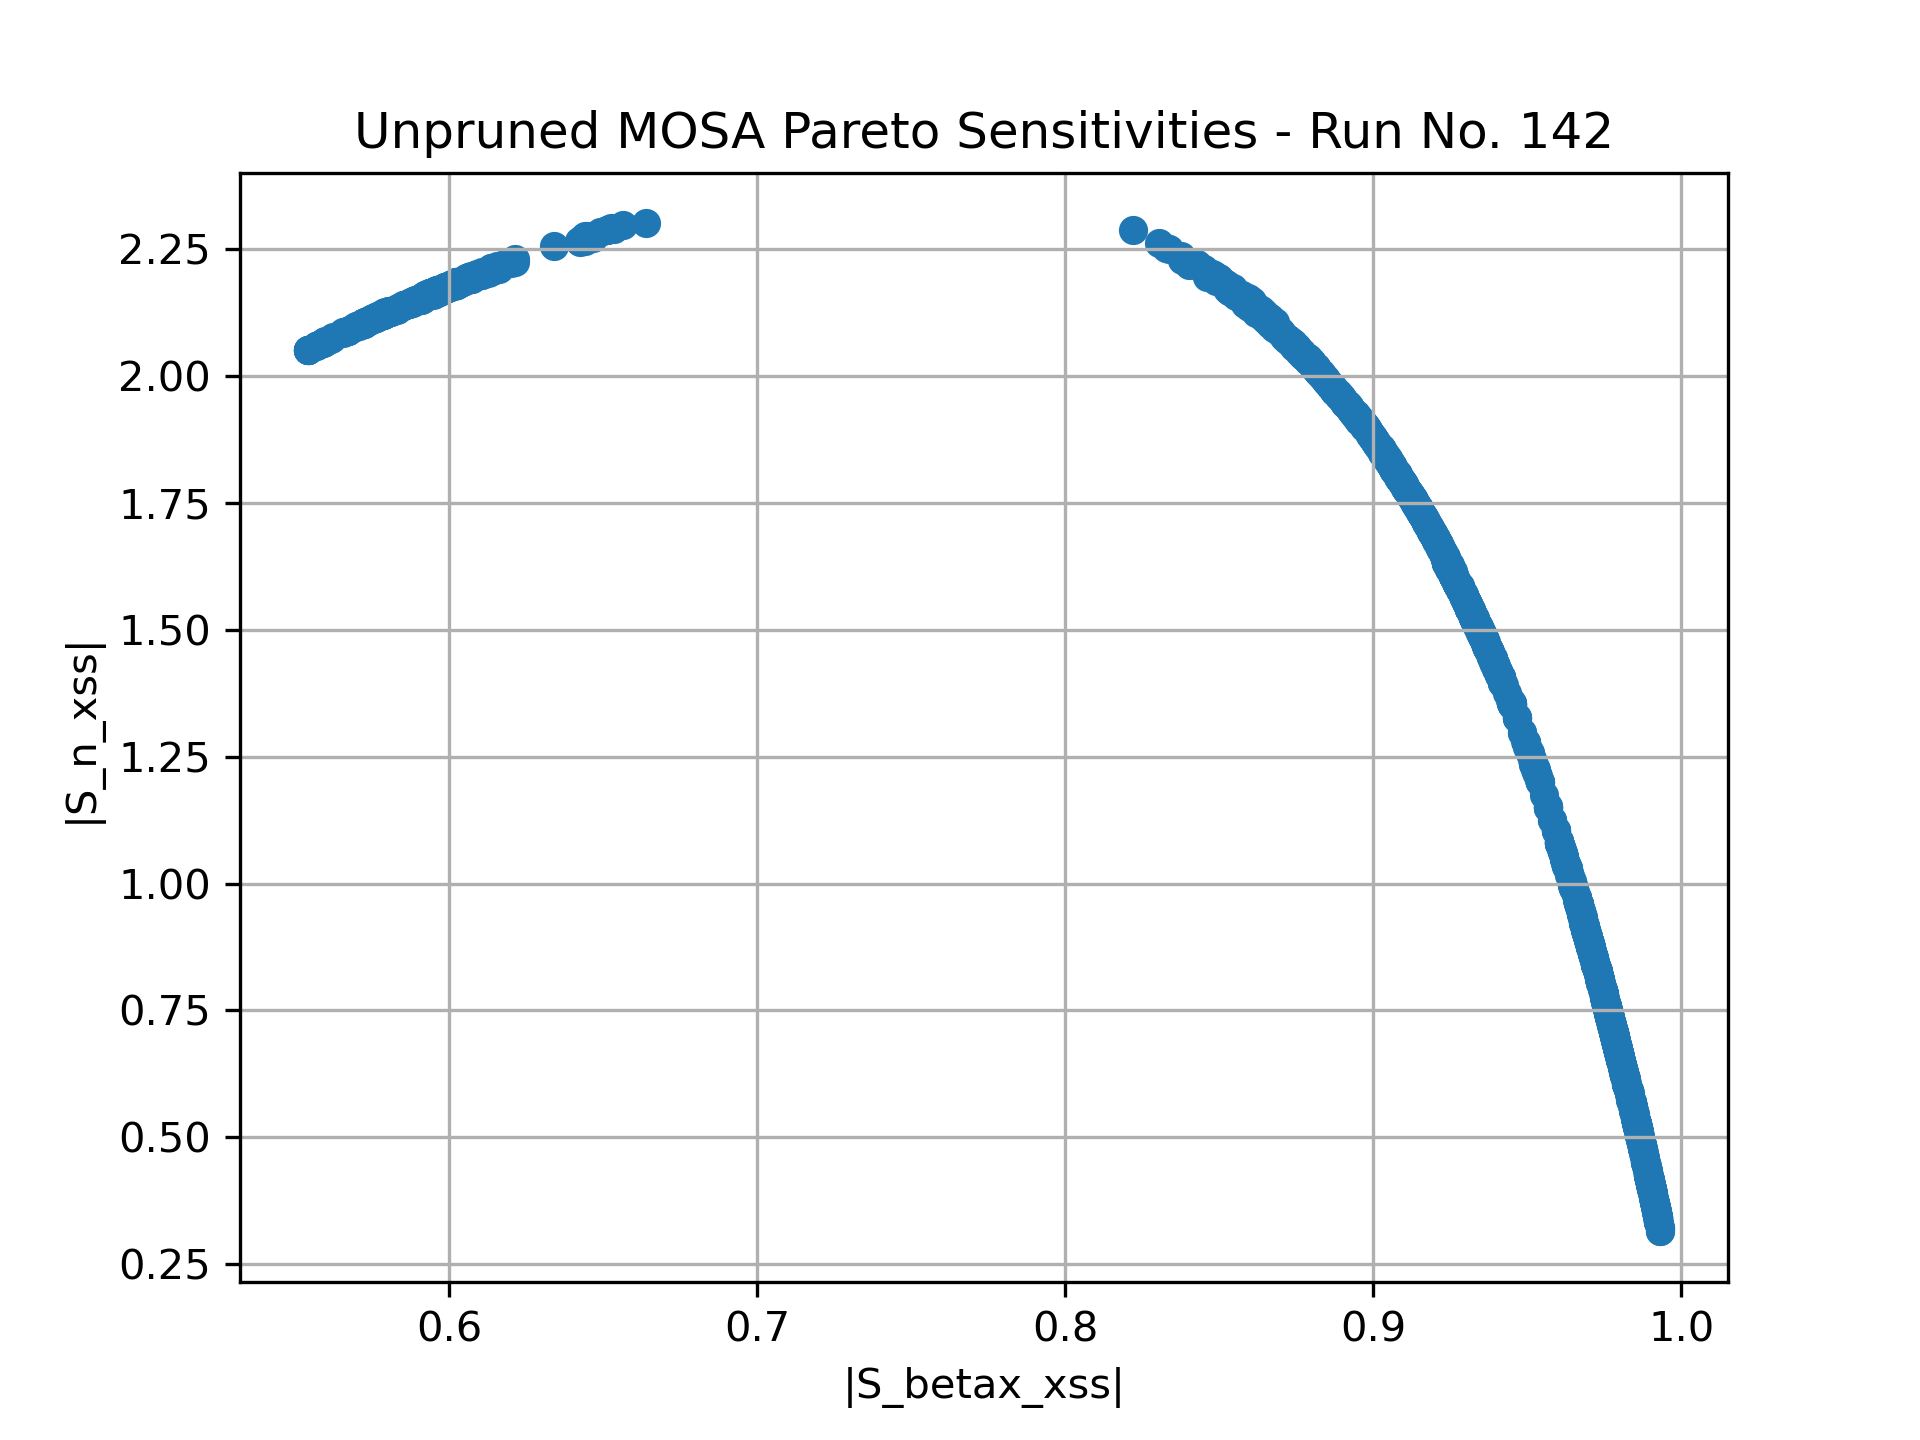 Unpruned MOSA Pareto Sensitivities - Run No. 142
|S_n_xss|
2.25
2.00
1.75
1.50
1.25
1.00
0.75
0.50
0.25
0.6 0.7 0.8 0.9 1.0
|S_betax_xss|